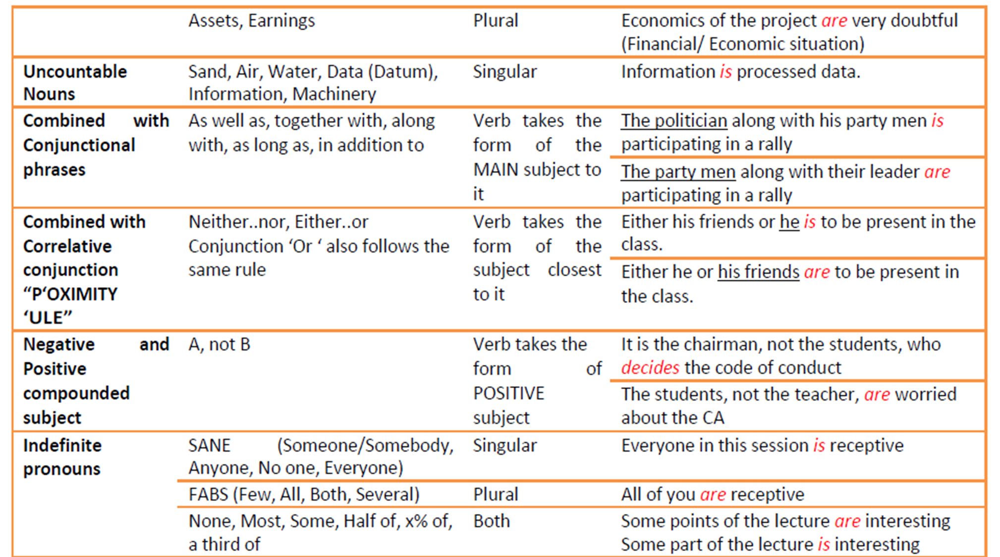 Assets, Earnings
Plural
Economics of the project are very doubtful
(Financial/ Economic situation)
Uncountable
Nouns
Sand, Air, Water, Data (Datum),
Information, Machinery
Singular
Information is processed data.
Combined with
Conjunctional
phrases
As well as, together with, along
with, as long as, in addition to
Verb takes the
form of the
MAIN subject to
it
The politician along with his party men is
participating in a rally
The party men along with their leader are
participating in a rally
Combined with
Correlative
conjunction
“P‘OXIMITY
‘ULE”
Neither..nor, Either..or
Conjunction ‘Or ‘ also follows the
same rule
Verb takes the
form of the
subject closest
to it
Either his friends or he is to be present in the
class.
Either he or his friends are to be present in
the class.
Negative and
Positive
compounded
subject
A, not B
Verb takes the
form of
POSITIVE
subject
It is the chairman, not the students, who
decides the code of conduct
The students, not the teacher, are worried
about the CA
Indefinite
pronouns
SANE (Someone/Somebody,
Anyone, No one, Everyone)
Singular
Everyone in this session is receptive
FABS (Few, All, Both, Several)
Plural
All of you are receptive
None, Most, Some, Half of, x% of,
a third of
Both
Some points of the lecture are interesting
Some part of the lecture is interesting